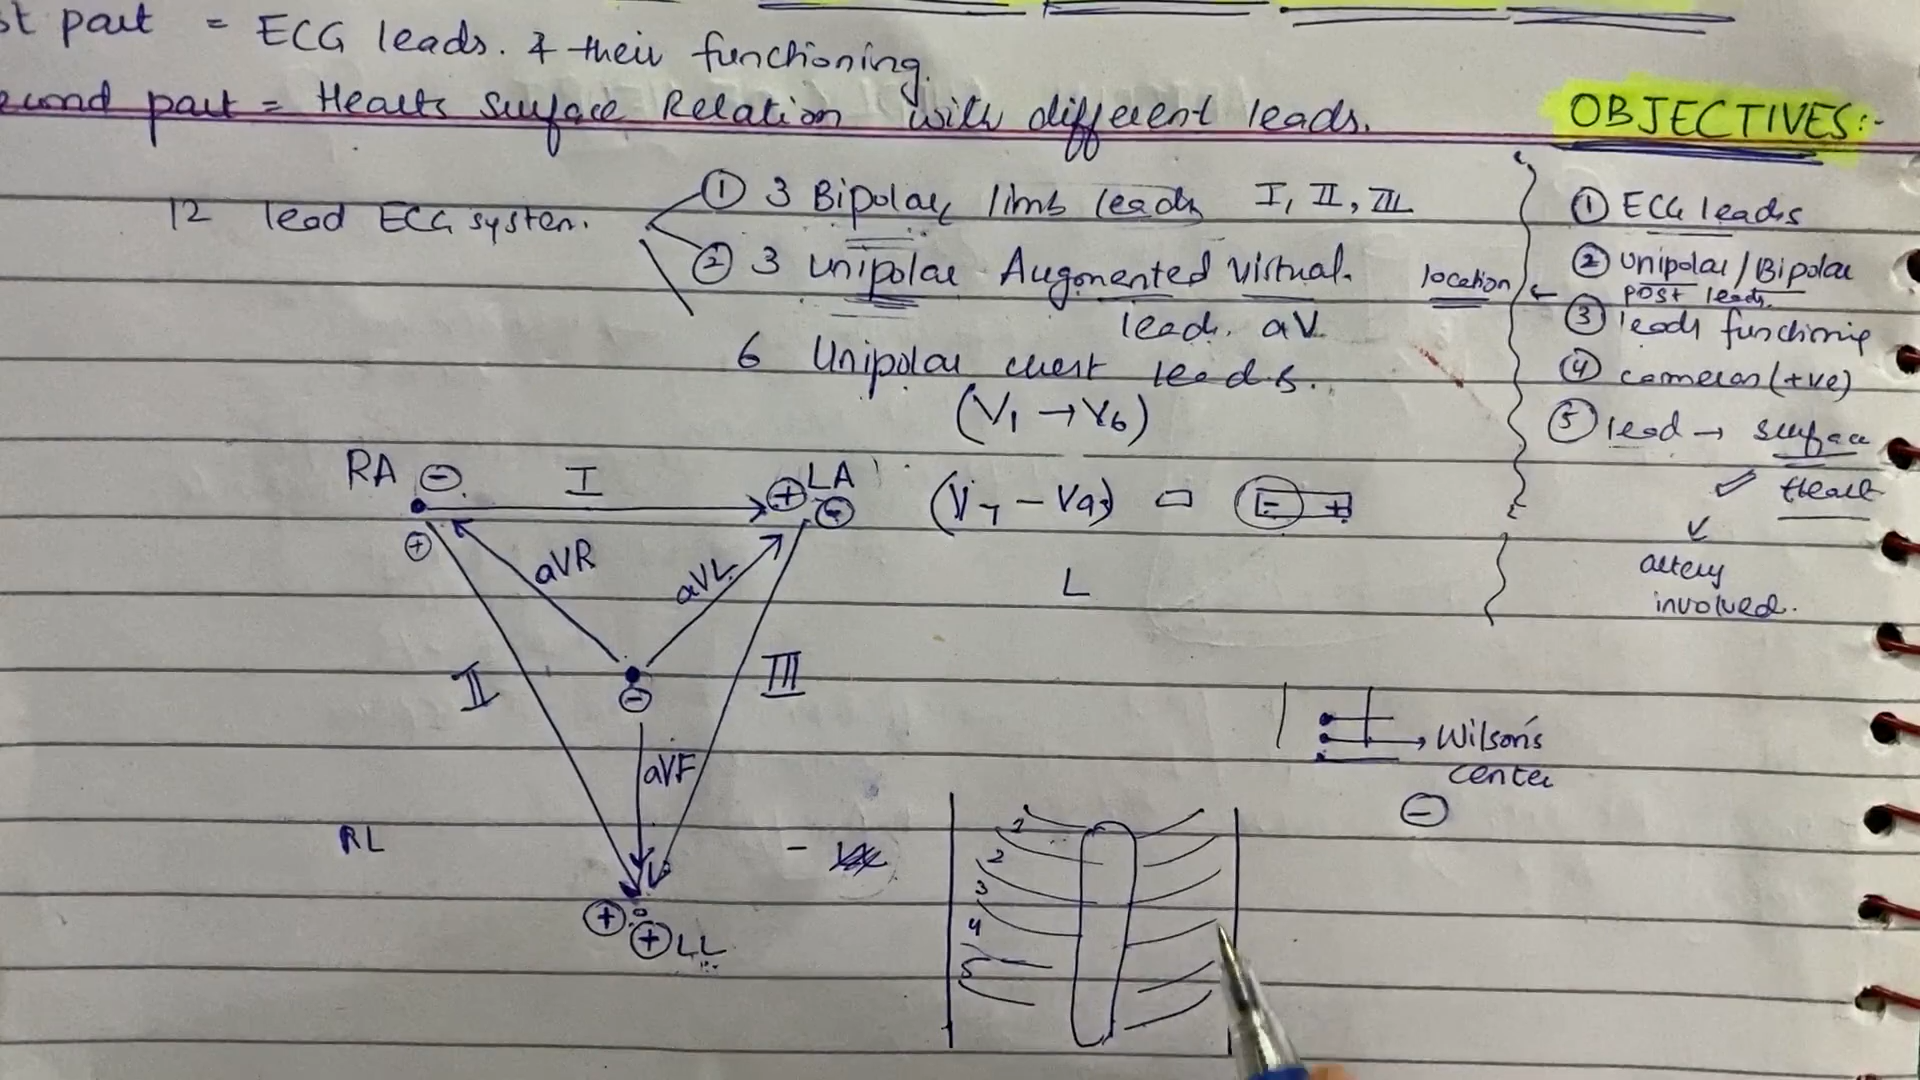 st part = ECG leads. & their functioning.
econd part = Hearts Surface Relation with different leads.
OBJECTIVES:-
12 lead ECG system.
① 3 Bipolar limb leads I, II, III
② 3 unipolar Augmented virtual.
lead. aV
6 Unipolar chest leads.
(V1 → V6)
(V7 - V9)
L
location
① ECG leads
② Unipolar/Bipolar
post leads.
③ leads functioning
④ cameras (+ve)
⑤ lead → surface
Heart
artery
involved.
RA ⊖
I
LA
⊕
⊖
⊕
aVR
aVL
II
III
⊖
aVF
RL
⊕
⊕ LL
- +
Wilson's
center
⊖
1
2
3
4
5